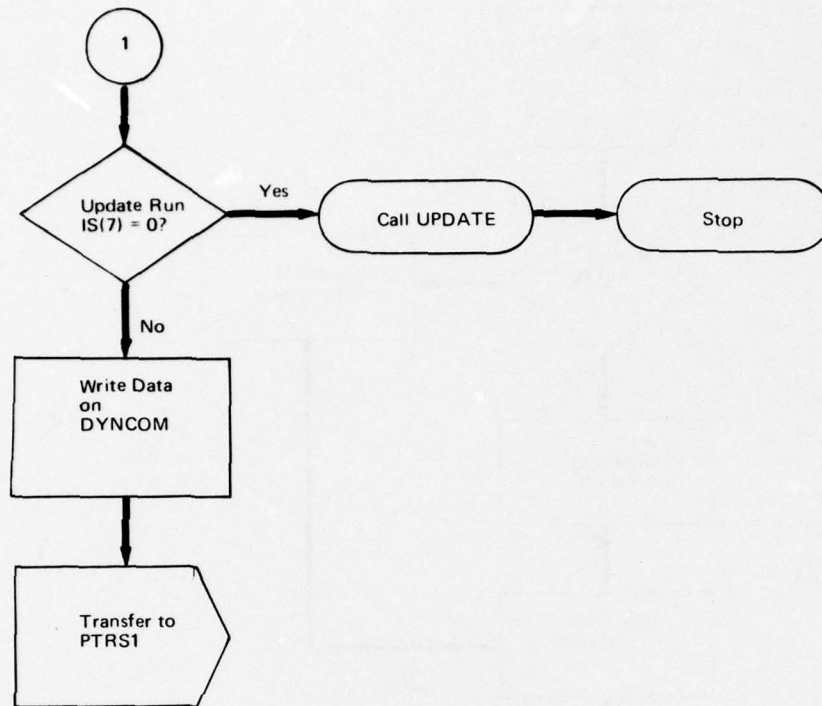 1
Update Run
IS(7) = 0?
Yes
Call UPDATE
Stop
No
Write Data
on
DYNCOM
Transfer to
PTRS1